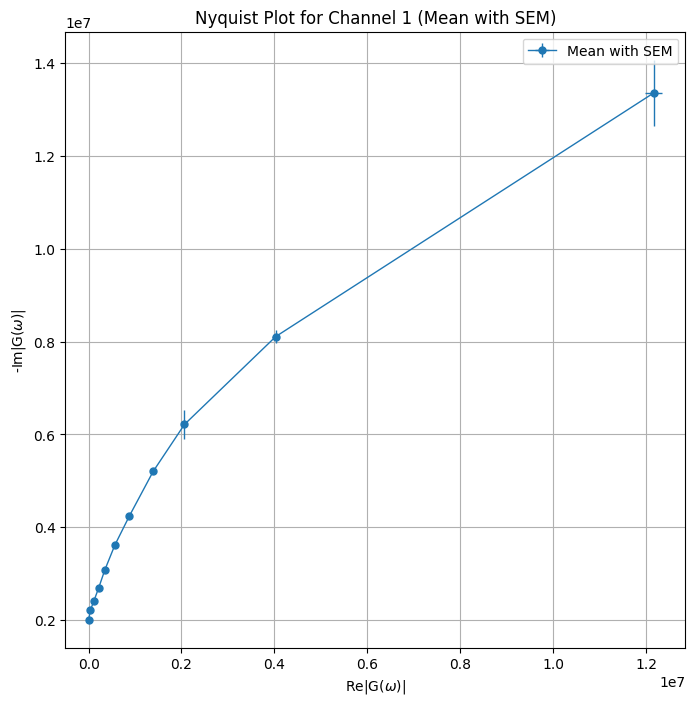 Nyquist Plot for Channel 1 (Mean with SEM)
1e7
Mean with SEM
1.4
1.2
1.0
0.8
0.6
0.4
0.2
-Im|G(ω)|
0.0 0.2 0.4 0.6 0.8 1.0 1.2
1e7
Re|G(ω)|